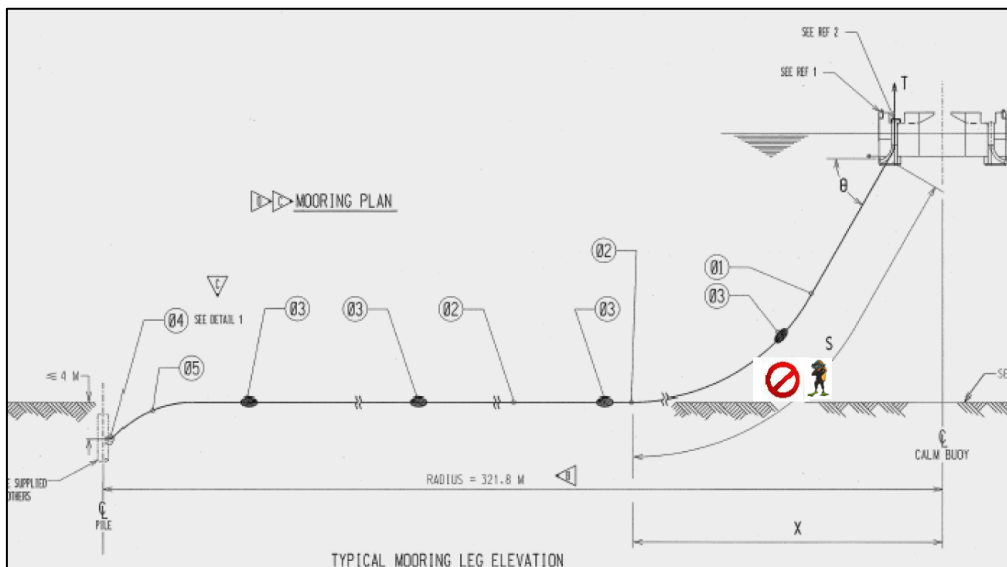 SEE REF 2
SEE REF 1
T
θ
B C MOORING PLAN
02
01
C
03
04 SEE DETAIL 1
03
03
02
03
S
05
4 M
SE
℄
CALM BUOY
E SUPPLIED
OTHERS
RADIUS = 321.8 M B
℄
PILE
X
TYPICAL MOORING LEG ELEVATION